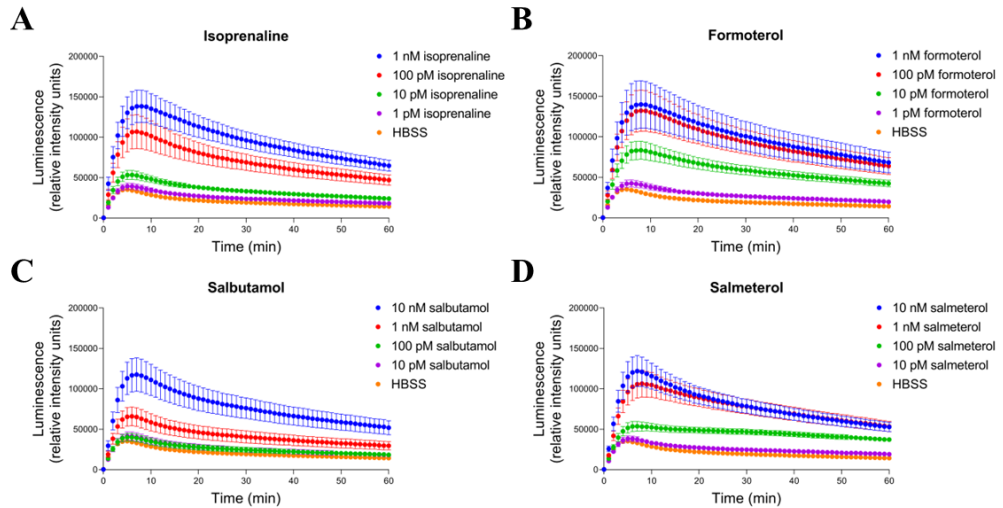 A
Isoprenaline
Luminescence
(relative intensity units)
200000
150000
100000
50000
0
0 10 20 30 40 50 60
Time (min)
1 nM isoprenaline
100 pM isoprenaline
10 pM isoprenaline
1 pM isoprenaline
HBSS
B
Formoterol
Luminescence
(relative intensity units)
200000
150000
100000
50000
0
0 10 20 30 40 50 60
Time (min)
1 nM formoterol
100 pM formoterol
10 pM formoterol
1 pM formoterol
HBSS
C
Salbutamol
Luminescence
(relative intensity units)
200000
150000
100000
50000
0
0 10 20 30 40 50 60
Time (min)
10 nM salbutamol
1 nM salbutamol
100 pM salbutamol
10 pM salbutamol
HBSS
D
Salmeterol
Luminescence
(relative intensity units)
200000
150000
100000
50000
0
0 10 20 30 40 50 60
Time (min)
10 nM salmeterol
1 nM salmeterol
100 pM salmeterol
10 pM salmeterol
HBSS